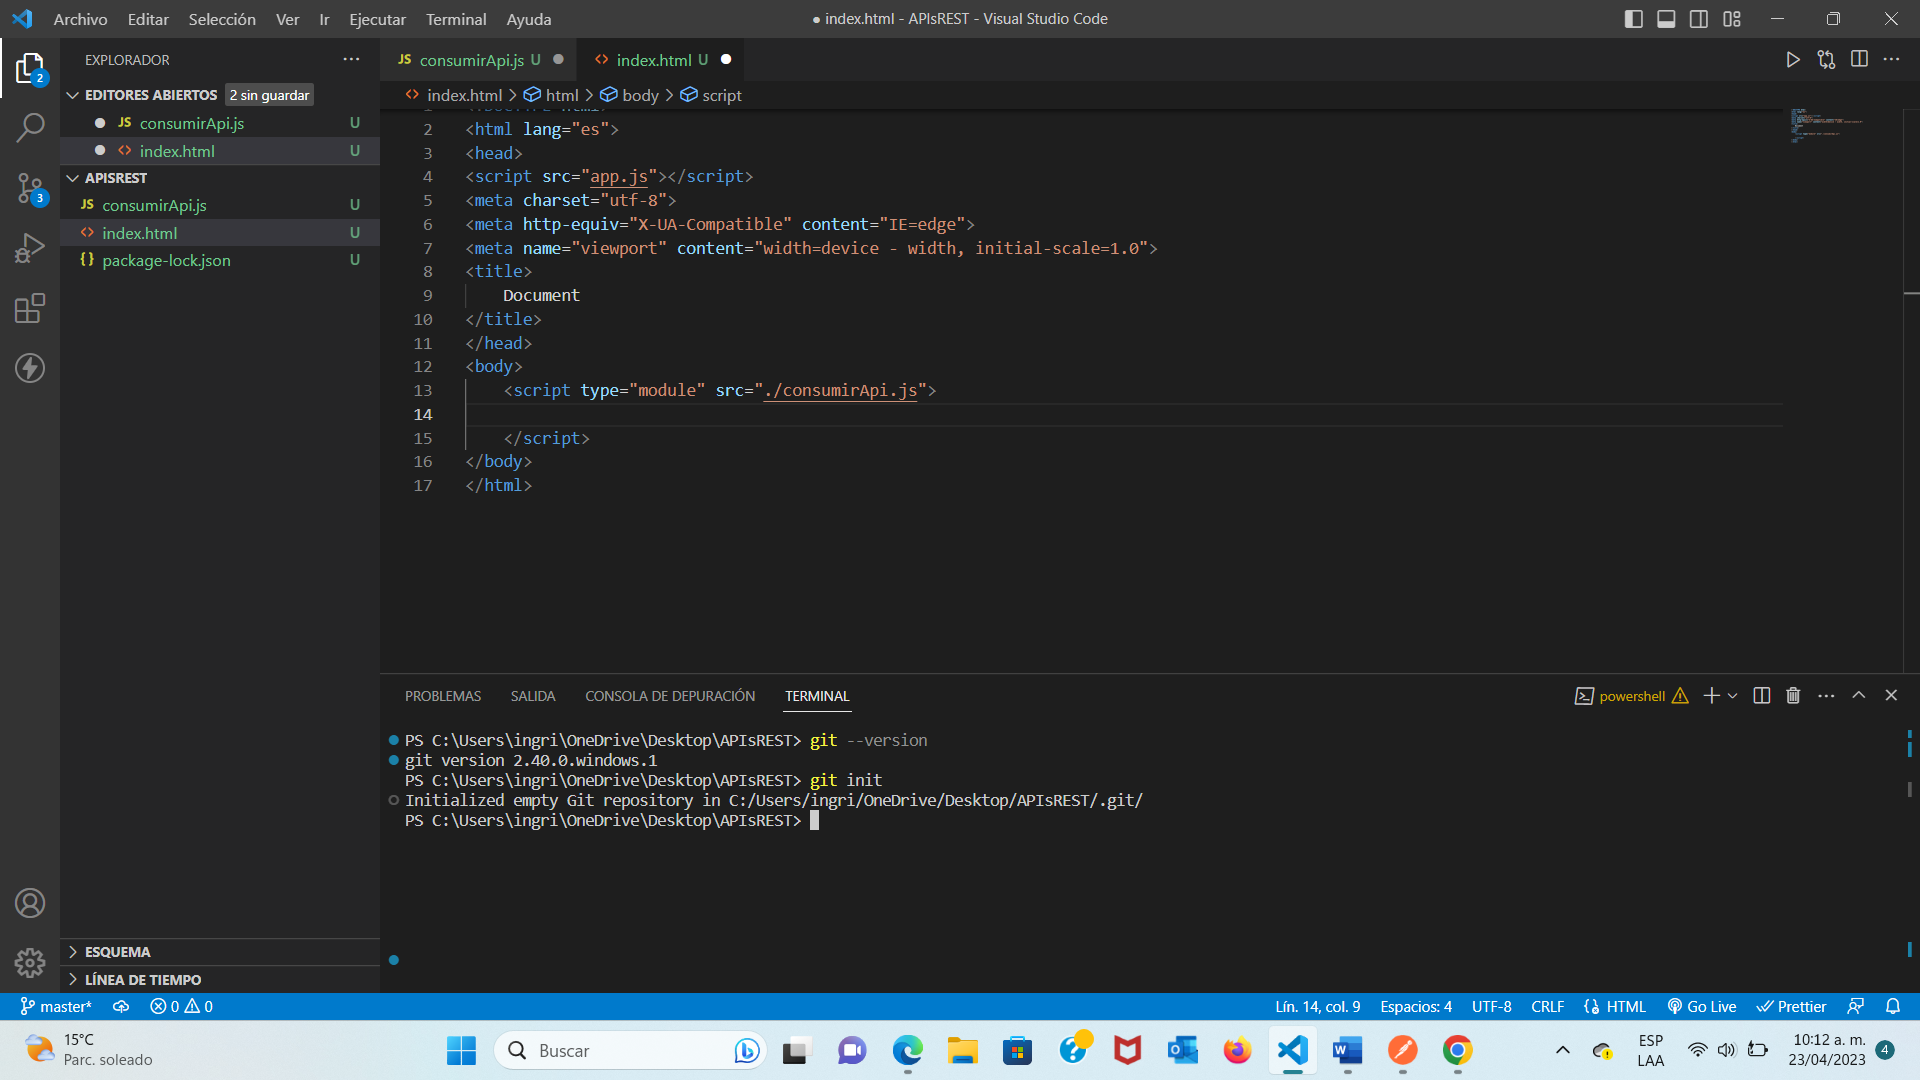 Archivo Editar Selección Ver Ir Ejecutar Terminal Ayuda
● index.html - APIsREST - Visual Studio Code
EXPLORADOR
EDITORES ABIERTOS 2 sin guardar
JS consumirApi.js U
<> index.html U
APISREST
JS consumirApi.js U
<> index.html U
{} package-lock.json U
ESQUEMA
LÍNEA DE TIEMPO
2
3
JS consumirApi.js U
<> index.html U
<> index.html > html > body > script
2 <html lang="es">
3 <head>
4 <script src="app.js"></script>
5 <meta charset="utf-8">
6 <meta http-equiv="X-UA-Compatible" content="IE=edge">
7 <meta name="viewport" content="width=device - width, initial-scale=1.0">
8 <title>
9 Document
10 </title>
11 </head>
12 <body>
13 <script type="module" src="./consumirApi.js">
14
15 </script>
16 </body>
17 </html>
PROBLEMAS SALIDA CONSOLA DE DEPURACIÓN TERMINAL
powershell
PS C:\Users\ingri\OneDrive\Desktop\APIsREST> git --version
git version 2.40.0.windows.1
PS C:\Users\ingri\OneDrive\Desktop\APIsREST> git init
Initialized empty Git repository in C:/Users/ingri/OneDrive/Desktop/APIsREST/.git/
PS C:\Users\ingri\OneDrive\Desktop\APIsREST>
master* 0 0
Lín. 14, col. 9 Espacios: 4 UTF-8 CRLF HTML Go Live Prettier
15°C
Parc. soleado
Buscar
ESP
LAA
10:12 a. m.
23/04/2023
4